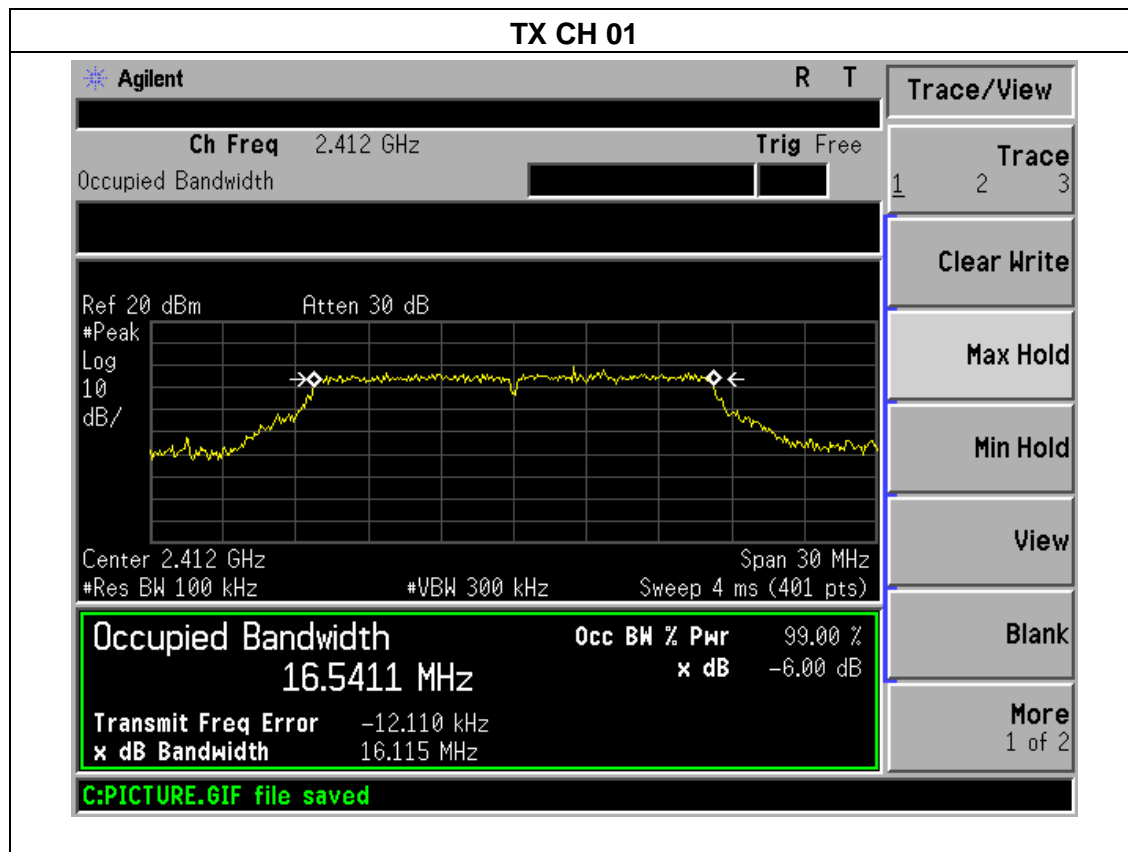 TX CH 01
Agilent
R T
Trace/View
Ch Freq 2.412 GHz
Trig Free
Occupied Bandwidth
Trace
1 2 3
Clear Write
Ref 20 dBm Atten 30 dB
#Peak
Log
10
dB/
Max Hold
Min Hold
View
Center 2.412 GHz
Span 30 MHz
#Res BW 100 kHz
#VBW 300 kHz
Sweep 4 ms (401 pts)
Occupied Bandwidth
16.5411 MHz
Occ BW % Pwr 99.00 %
x dB -6.00 dB
Transmit Freq Error -12.110 kHz
x dB Bandwidth 16.115 MHz
Blank
More
1 of 2
C:PICTURE.GIF file saved